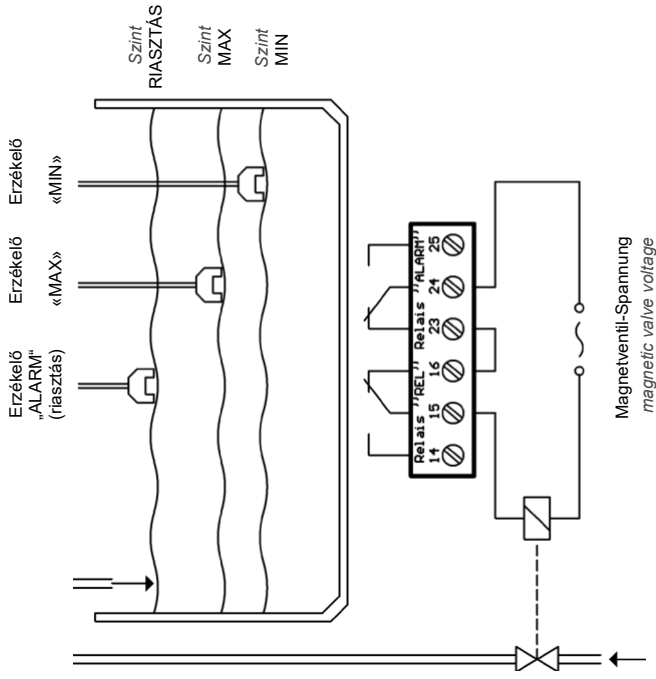 Szint
RIASZTÁS
Szint
MAX
Szint
MIN
Erzékelő
«MIN»
Erzékelő
«MAX»
Erzékelő
„ALARM“
(riasztás)
Relais "REL" Relais "ALARM"
14 15 16 23 24 25
Magnetventil-Spannung
magnetic valve voltage